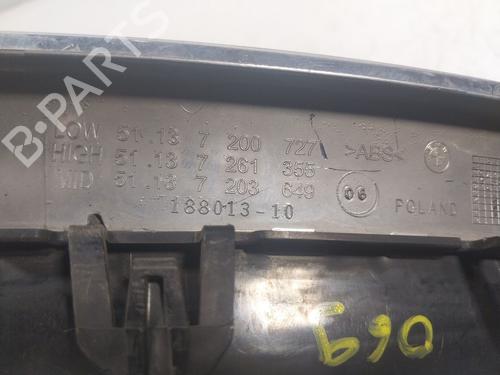 B-Parts
LOW 51.13 7 200 727 >ABS<
HIGH 51.13 7 261 355
MID 51.13 7 203 649 06 POLAND
188013-10
E90